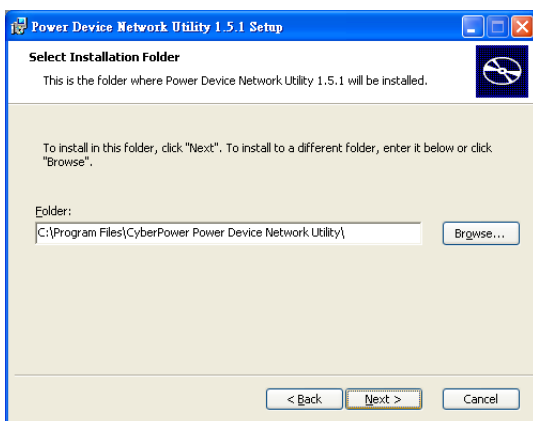 Power Device Network Utility 1.5.1 Setup
Select Installation Folder
This is the folder where Power Device Network Utility 1.5.1 will be installed.
To install in this folder, click "Next". To install to a different folder, enter it below or click
"Browse".
Folder:
C:\Program Files\CyberPower Power Device Network Utility\
Browse...
< Back
Next >
Cancel